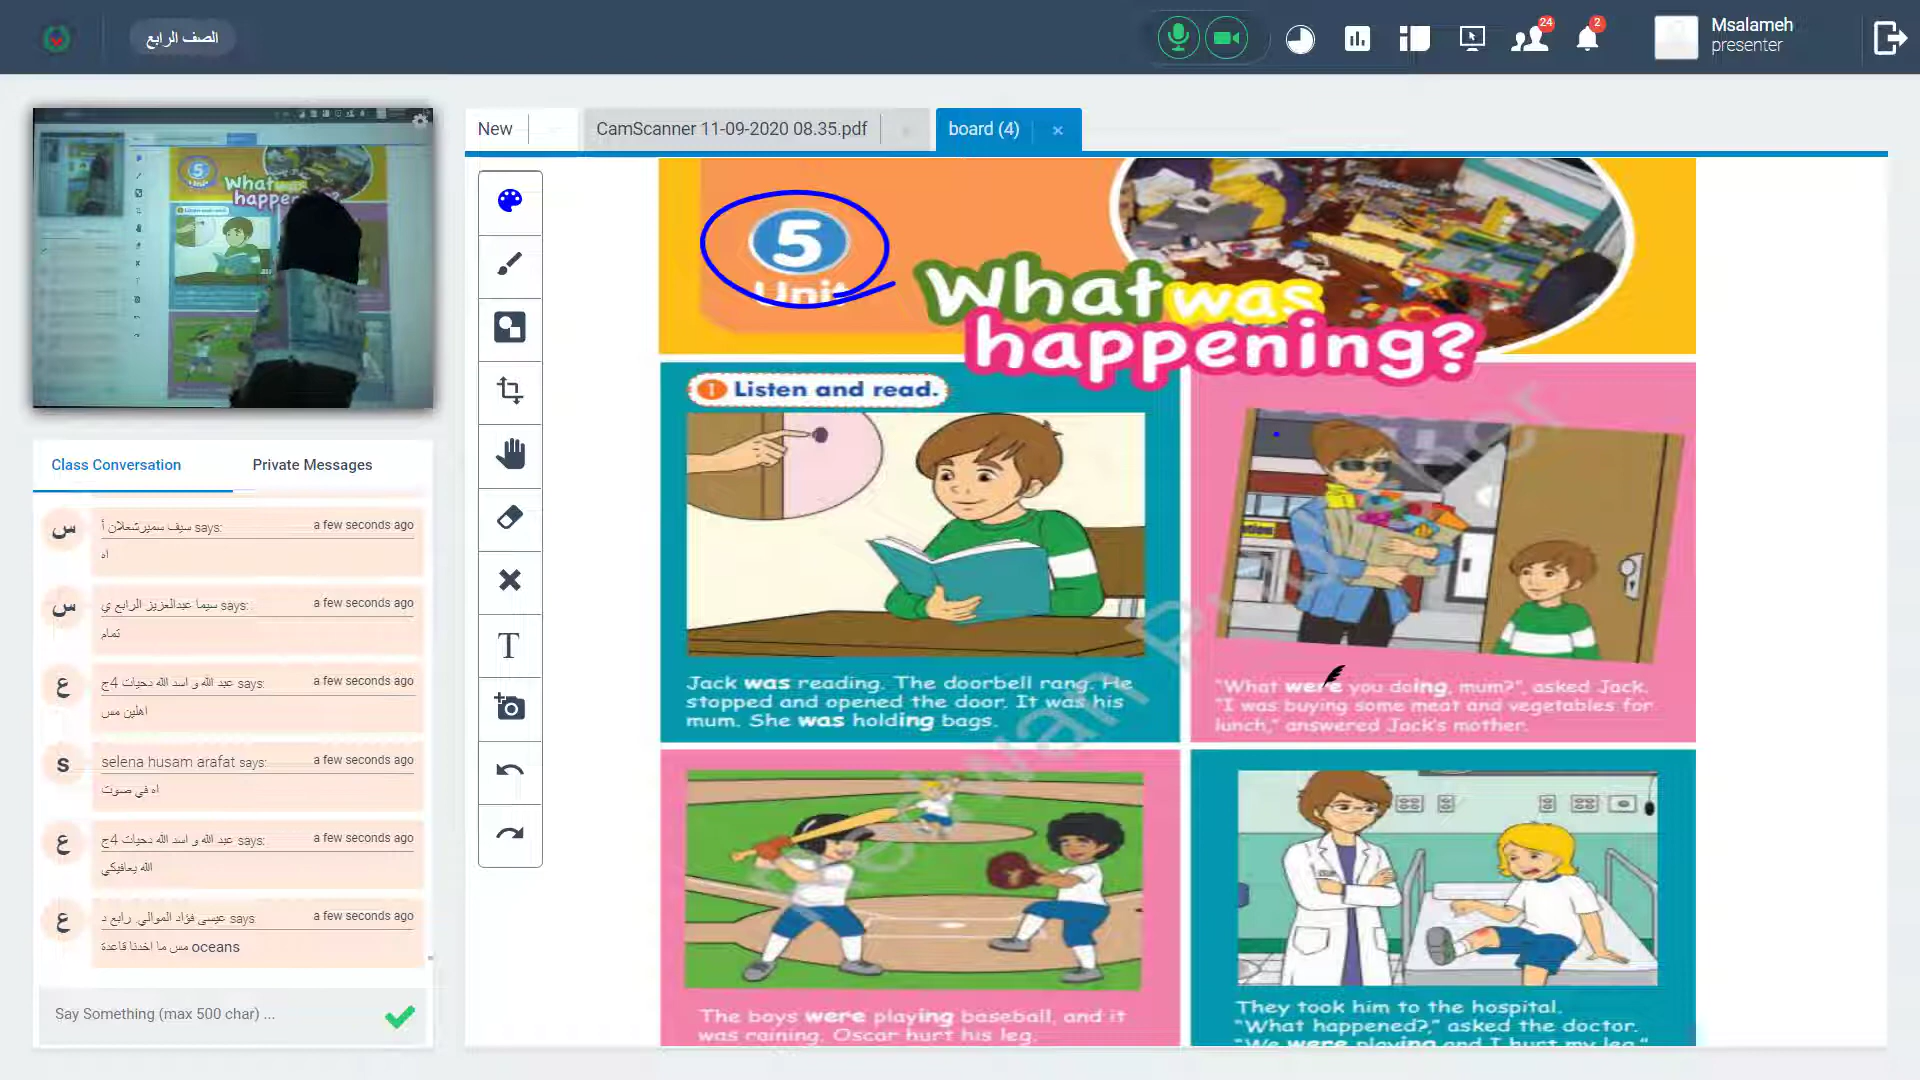 الصف الرابع
24
2
Msalameh
presenter
New
CamScanner 11-09-2020 08.35.pdf
board (4)
Class Conversation
Private Messages
سيف سميرشعلان أ says:
a few seconds ago
اه
سيما عبدالعزيز الرابع ي says:
a few seconds ago
تمام
عبد الله و اسد الله دحيات 4ج says:
a few seconds ago
اهلين مس
selena husam arafat says:
a few seconds ago
اه في صوت
عبد الله و اسد الله دحيات 4ج says:
a few seconds ago
الله يعافيكي
عيسى فؤاد الموالي. رابع د says:
a few seconds ago
مس ما اخدنا قاعدة oceans
Say Something (max 500 char) ...
5
Unit
What was
happening?
1 Listen and read.
Jack was reading. The doorbell rang. He
stopped and opened the door. It was his
mum. She was holding bags.
"What were you doing, mum?", asked Jack.
"I was buying some meat and vegetables for
lunch," answered Jack's mother.
The boys were playing baseball, and it
was raining. Oscar hurt his leg.
They took him to the hospital.
"What happened?," asked the doctor.
"We were playing and I hurt my leg,"